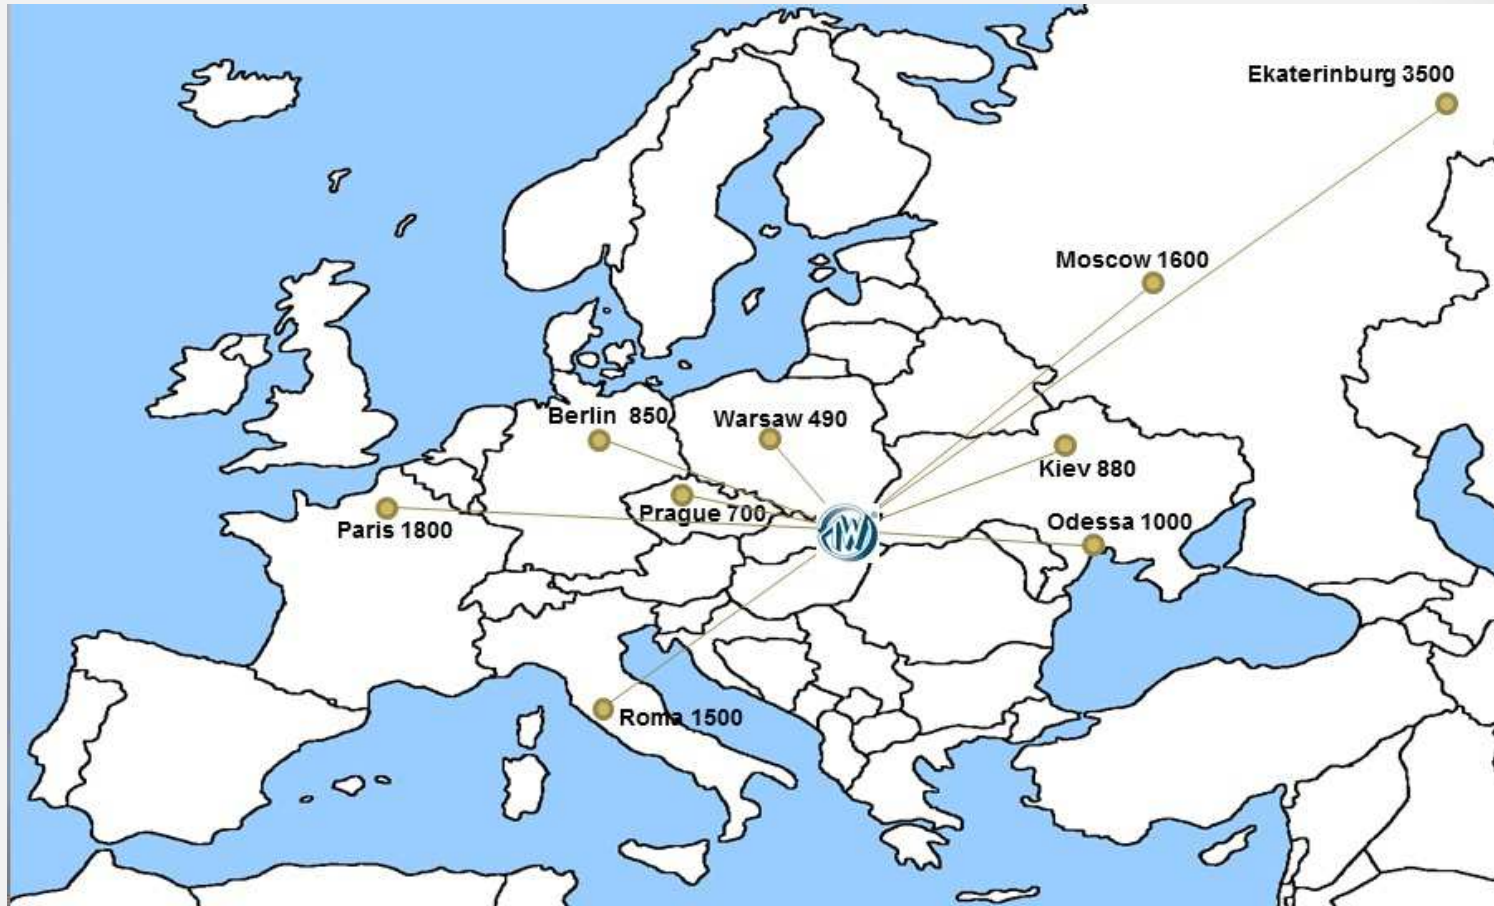 Ekaterinburg 3500
Moscow 1600
Berlin 850
Warsaw 490
Kiev 880
Prague 700
Paris 1800
Odessa 1000
Roma 1500